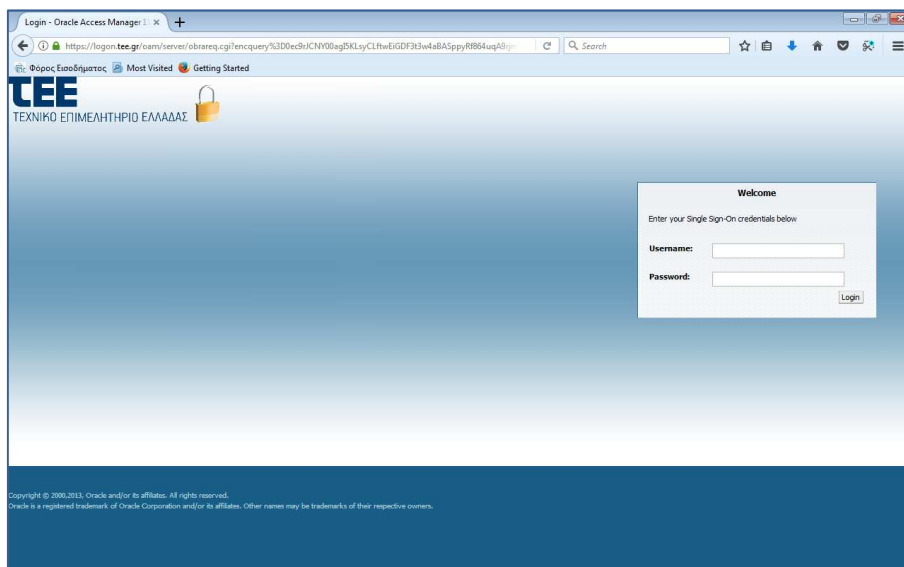 Login - Oracle Access Manager 1
https://logon.tee.gr/oam/server/obrareq.cgi?encquery%3D0ec9rJCNY00agI5KLsyCLftwEiGDF3t3w4aBASppyRf864uqA9rj
Search
Φόρος Εισοδήματος Most Visited Getting Started
ΤΕΕ
ΤΕΧΝΙΚΟ ΕΠΙΜΕΛΗΤΗΡΙΟ ΕΛΛΑΔΑΣ
Welcome
Enter your Single Sign-On credentials below
Username:
Password:
Login
Copyright © 2000,2013, Oracle and/or its affiliates. All rights reserved.
Oracle is a registered trademark of Oracle Corporation and/or its affiliates. Other names may be trademarks of their respective owners.